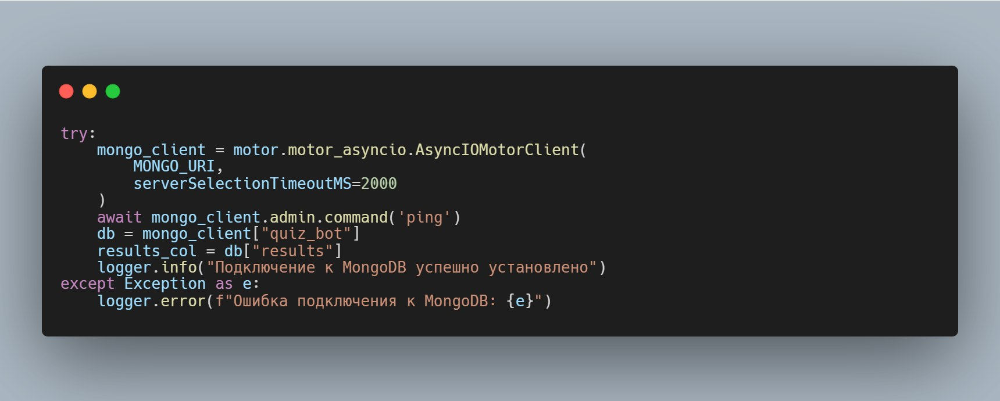 try:
    mongo_client = motor.motor_asyncio.AsyncIOMotorClient(
        MONGO_URI,
        serverSelectionTimeoutMS=2000
    )
    await mongo_client.admin.command('ping')
    db = mongo_client["quiz_bot"]
    results_col = db["results"]
    logger.info("Подключение к MongoDB успешно установлено")
except Exception as e:
    logger.error(f"Ошибка подключения к MongoDB: {e}")